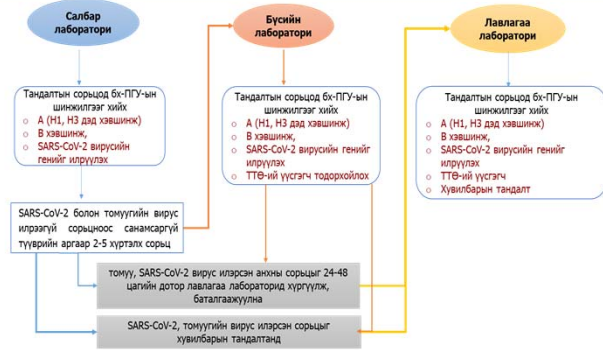 Салбар
лаборатори
Бүсийн
лаборатори
Лавлагаа
лаборатори
Тандалтын сорьцод бх-ПГУ-ын
шинжилгээг хийх
А (H1, H3 дэд хэвшинж)
В хэвшинж,
SARS-CoV-2 вирусийн
генийг илрүүлэх
Тандалтын сорьцод бх-ПГУ-ын
шинжилгээг хийх
А (H1, H3 дэд хэвшинж)
В хэвшинж,
SARS-CoV-2 вирусийн генийг
илрүүлэх
ТТӨ-ий үүсгэгч тодорхойлох
Тандалтын сорьцод бх-ПГУ-ын
шинжилгээг хийх
А (H1, H3 дэд хэвшинж)
В хэвшинж,
SARS-CoV-2 вирусийн генийг
илрүүлэх
ТТӨ-ий үүсгэгч
Хувилбарын тандалт
SARS-CoV-2 болон томуугийн вирус
илрээгүй сорьцноос санамсаргүй
түүврийн аргаар 2-5 хүртэлх сорьц
томуу, SARS-CoV-2 вирус илэрсэн анхны сорьцыг 24-48
цагийн дотор лавлагаа лабораторид хүргүүлж,
баталгаажуулна
SARS-CoV-2, томуугийн вирус илэрсэн сорьцыг
хувилбарын тандалтанд